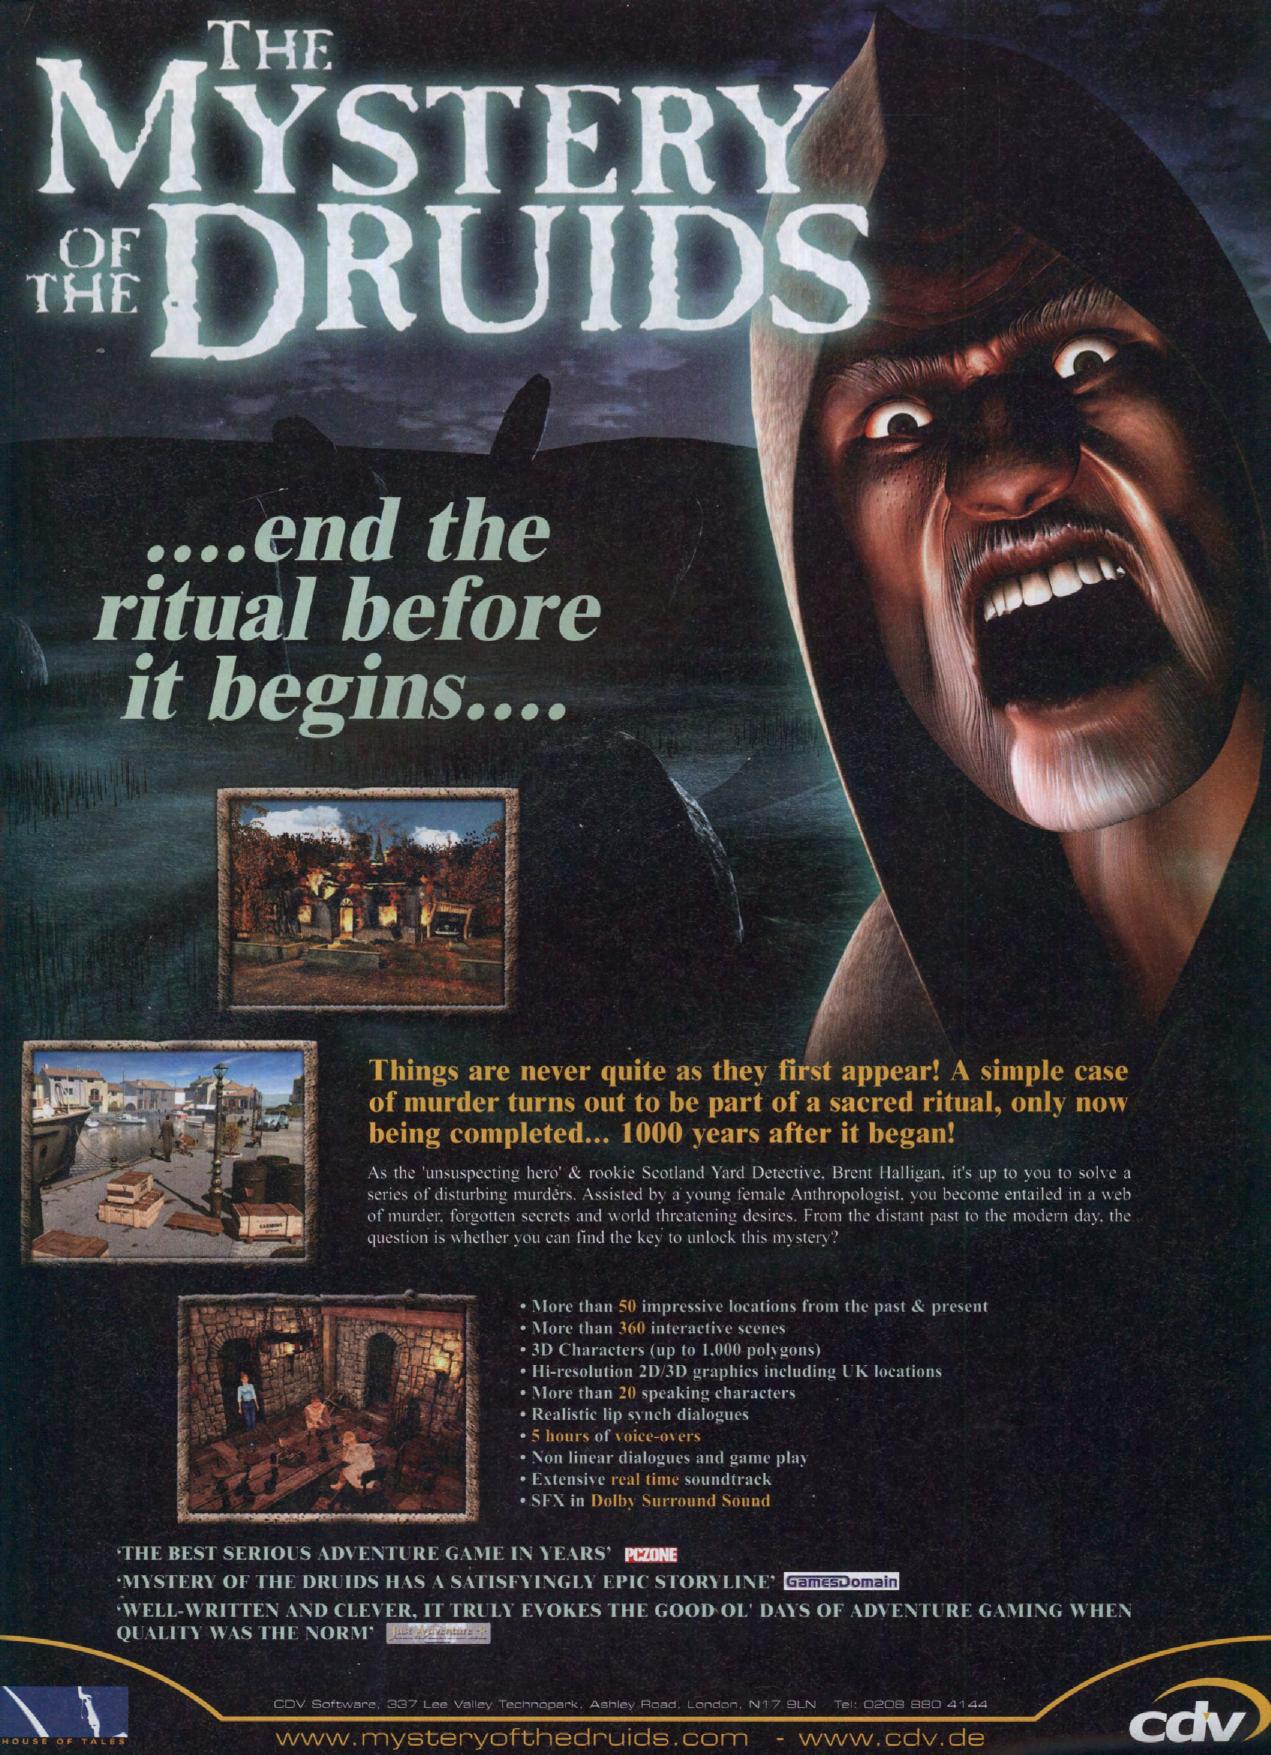 THE
MYSTERY
OF
THE
DRUIDS
....end the
ritual before
it begins....
Things are never quite as they first appear! A simple case
of murder turns out to be part of a sacred ritual, only now
being completed... 1000 years after it began!
As the 'unsuspecting hero' & rookie Scotland Yard Detective, Brent Halligan, it's up to you to solve a
series of disturbing murders. Assisted by a young female Anthropologist, you become entailed in a web
of murder, forgotten secrets and world threatening desires. From the distant past to the modern day, the
question is whether you can find the key to unlock this mystery?
• More than 50 impressive locations from the past & present
• More than 360 interactive scenes
• 3D Characters (up to 1,000 polygons)
• Hi-resolution 2D/3D graphics including UK locations
• More than 20 speaking characters
• Realistic lip synch dialogues
• 5 hours of voice-overs
• Non linear dialogues and game play
• Extensive real time soundtrack
• SFX in Dolby Surround Sound
'THE BEST SERIOUS ADVENTURE GAME IN YEARS' PCZONE
'MYSTERY OF THE DRUIDS HAS A SATISFYINGLY EPIC STORYLINE' GamesDomain
'WELL-WRITTEN AND CLEVER, IT TRULY EVOKES THE GOOD OL' DAYS OF ADVENTURE GAMING WHEN
QUALITY WAS THE NORM' Just Adventure +
CDV Software, 337 Lee Valley Technopark, Ashley Road, London, N17 9LN Tel: 0208 880 4144
www.mysteryofthedruids.com - www.cdv.de
HOUSE OF TALES
cdv